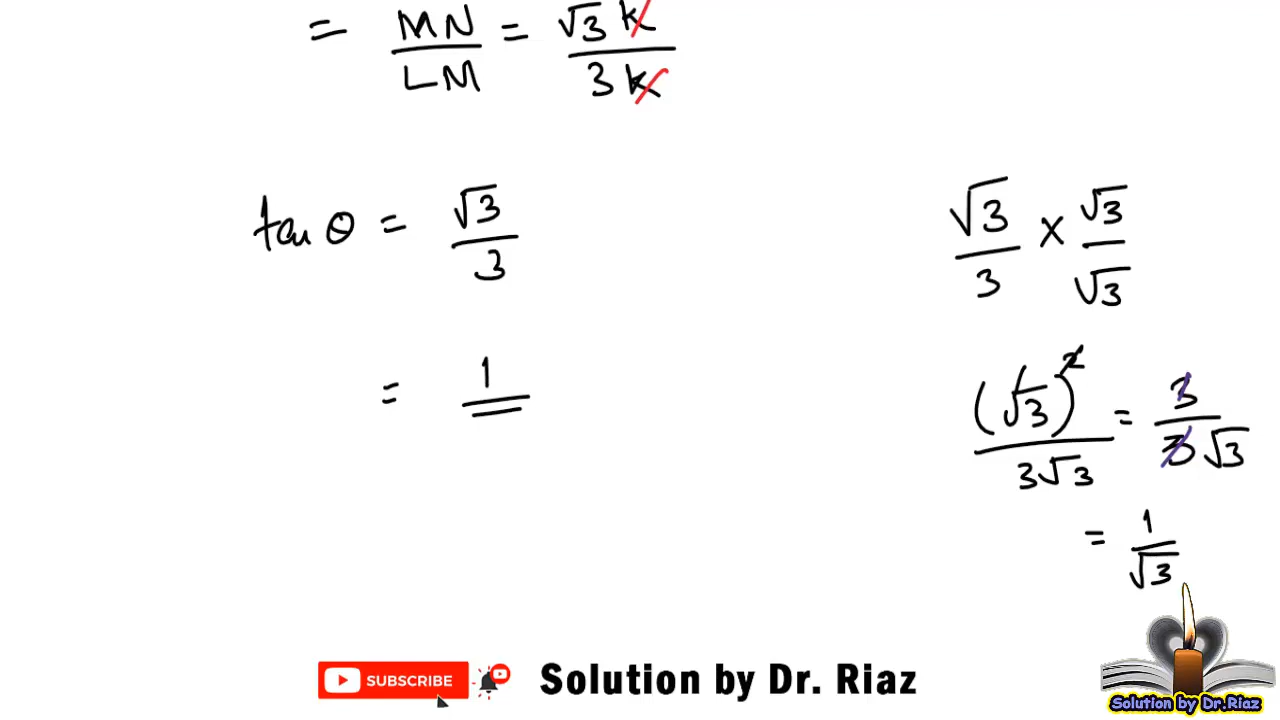 = MN/LM = √3 k/3 k
tan θ = √3/3
= 1
√3/3 × √3/√3
(√3)²/3√3 = 3/3√3
= 1/√3
SUBSCRIBE
Solution by Dr. Riaz
Solution by Dr.Riaz